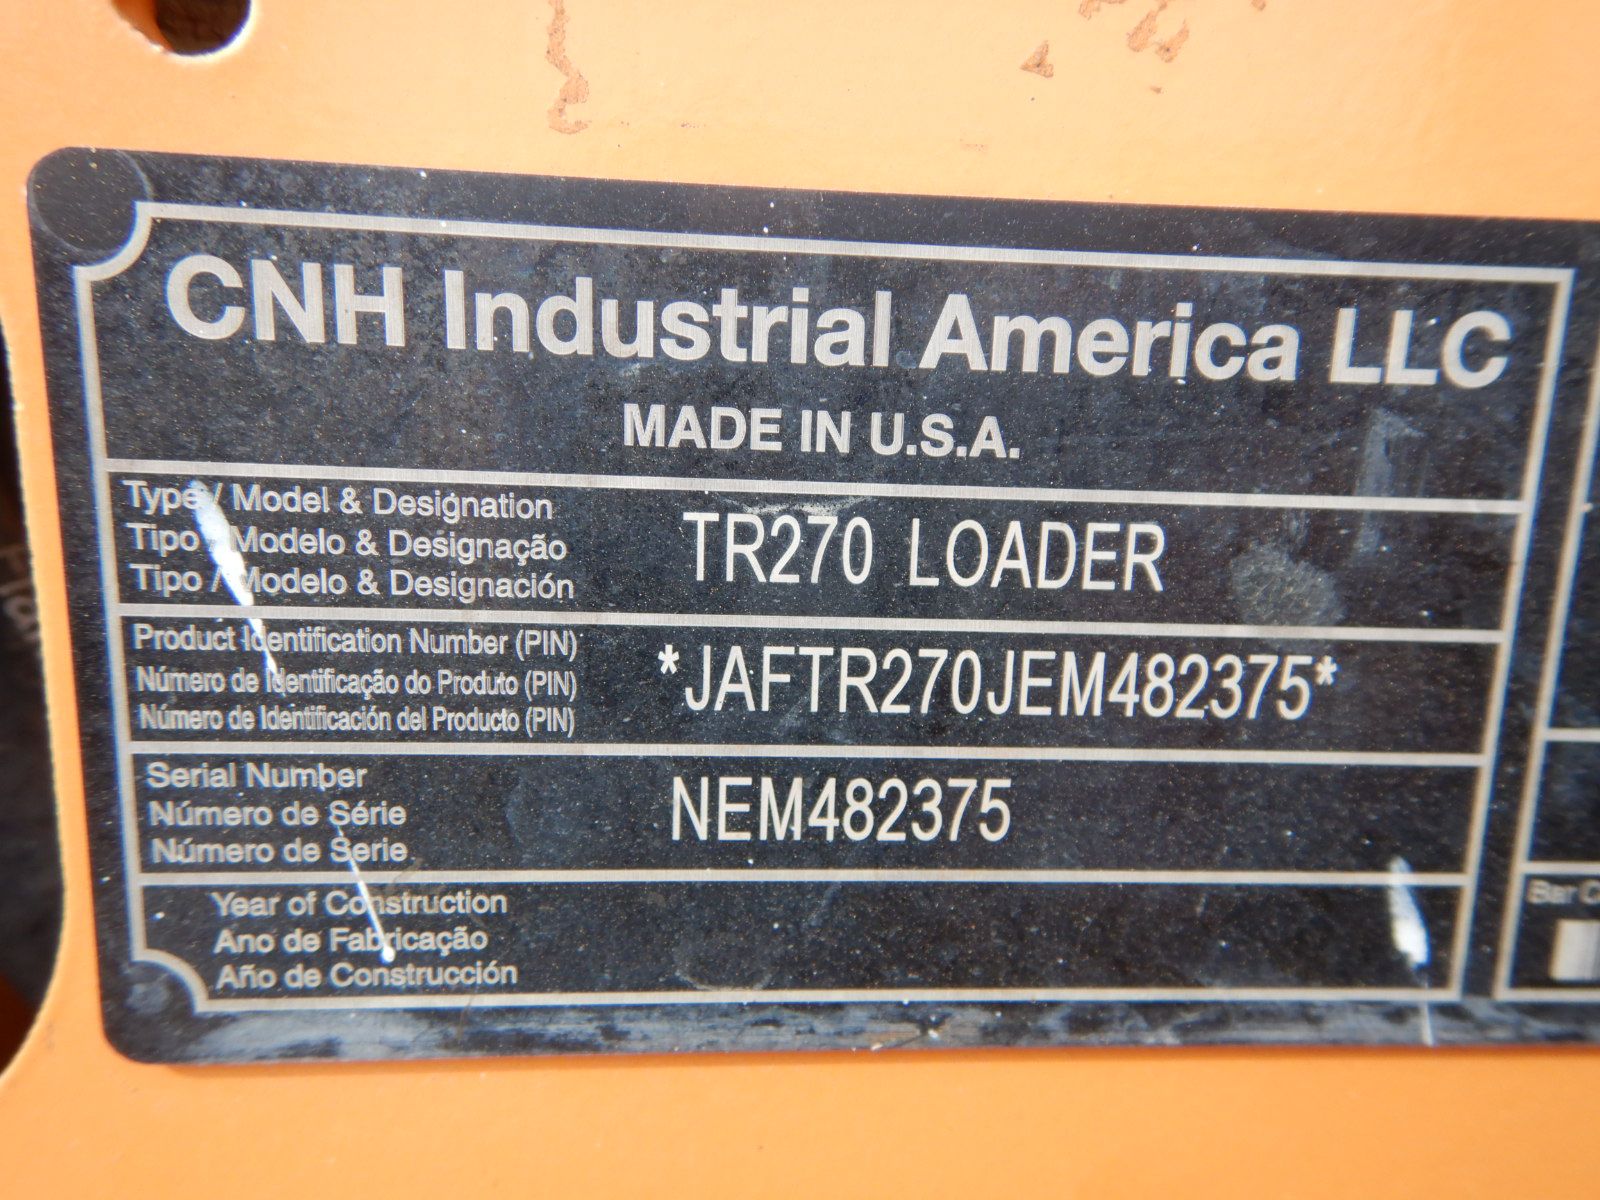 CNH Industrial America LLC
MADE IN U.S.A.
Type / Model & Designation
Tipo / Modelo & Designação
Tipo / Modelo & Designación
TR270 LOADER
Product Identification Number (PIN)
Número de Identificação do Produto (PIN)
Número de Identificación del Producto (PIN)
*JAFTR270JEM482375*
Serial Number
Número de Série
Número de Serie
NEM482375
Year of Construction
Ano de Fabricação
Año de Construcción
Bar C